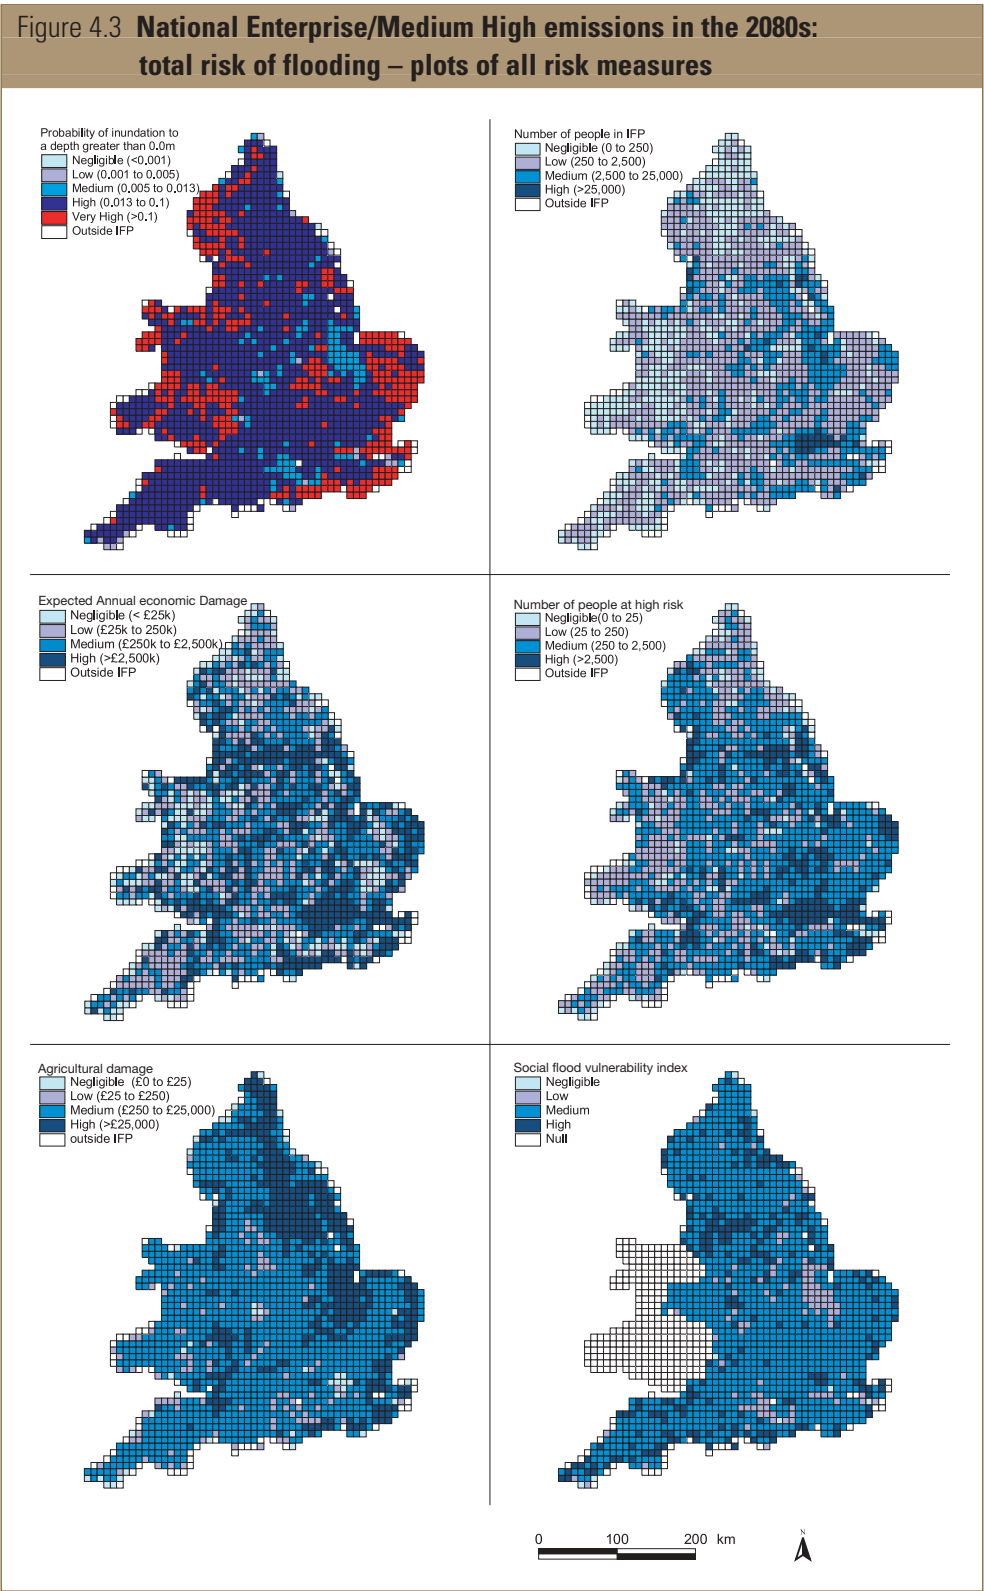 Figure 4.3 National Enterprise/Medium High emissions in the 2080s:
total risk of flooding – plots of all risk measures
Probability of inundation to
a depth greater than 0.0m
Negligible (<0.001)
Low (0.001 to 0.005)
Medium (0.005 to 0.013)
High (0.013 to 0.1)
Very High (>0.1)
Outside IFP
Number of people in IFP
Negligible (0 to 250)
Low (250 to 2,500)
Medium (2,500 to 25,000)
High (>25,000)
Outside IFP
Expected Annual economic Damage
Negligible (< £25k)
Low (£25k to 250k)
Medium (£250k to £2,500k)
High (>£2,500k)
Outside IFP
Number of people at high risk
Negligible(0 to 25)
Low (25 to 250)
Medium (250 to 2,500)
High (>2,500)
Outside IFP
Agricultural damage
Negligible (£0 to £25)
Low (£25 to £250)
Medium (£250 to £25,000)
High (>£25,000)
outside IFP
Social flood vulnerability index
Negligible
Low
Medium
High
Null
0 100 200 km
N